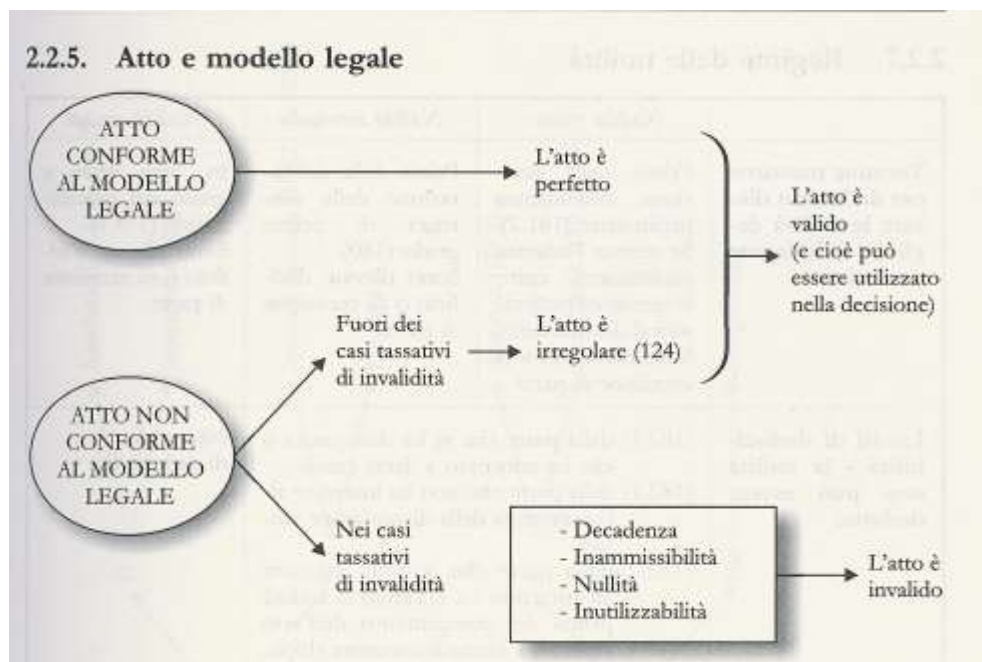 2.2.5. Atto e modello legale
ATTO
CONFORME
AL MODELLO
LEGALE
L'atto è
perfetto
L'atto è
valido
(e cioè può
essere utilizzato
nella decisione)
Fuori dei
casi tassativi
di invalidità
L'atto è
irregolare (124)
ATTO NON
CONFORME
AL MODELLO
LEGALE
Nei casi
tassativi
di invalidità
- Decadenza
- Inammissibilità
- Nullità
- Inutilizzabilità
L'atto è
invalido